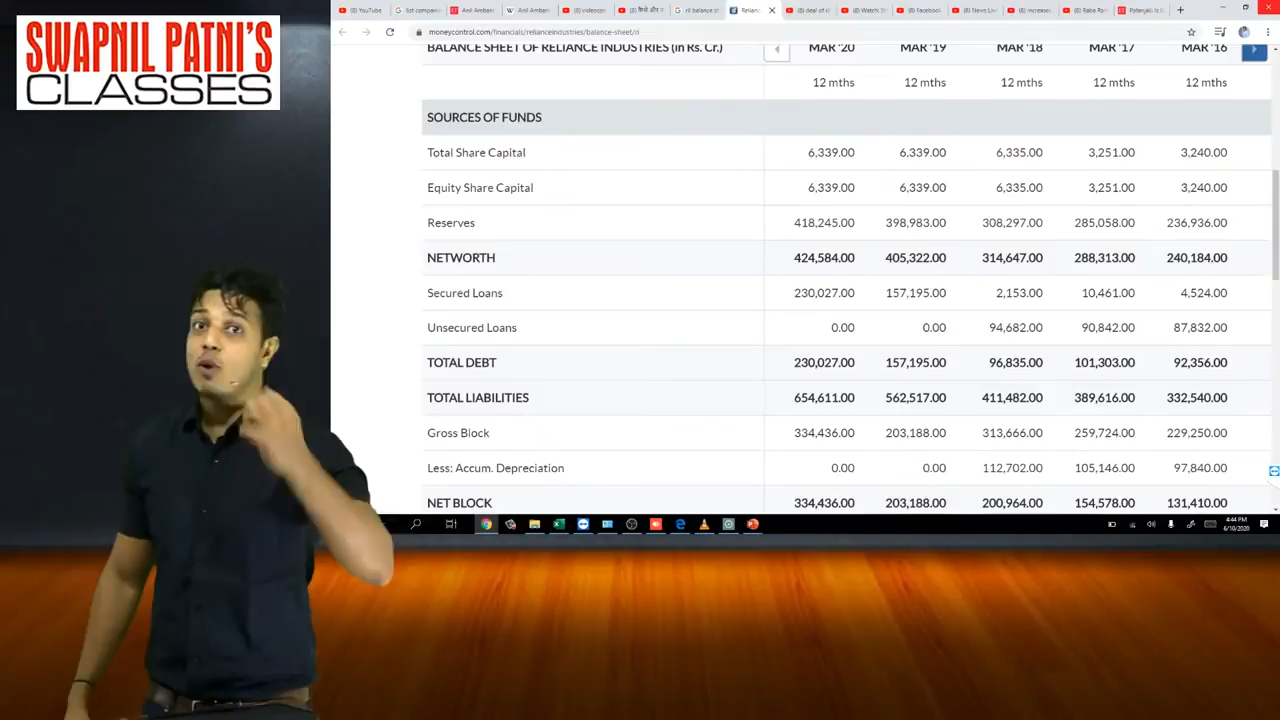 SWAPNIL PATNI'S
CLASSES
(8) YouTube
Anil Ambani
moneycontrol.com/financials/relianceindustries/balance-sheet/ri
BALANCE SHEET OF RELIANCE INDUSTRIES (in Rs. Cr.) MAR '20 MAR '19 MAR '18 MAR '17 MAR '16
12 mths 12 mths 12 mths 12 mths 12 mths
SOURCES OF FUNDS
Total Share Capital 6,339.00 6,339.00 6,335.00 3,251.00 3,240.00
Equity Share Capital 6,339.00 6,339.00 6,335.00 3,251.00 3,240.00
Reserves 418,245.00 398,983.00 308,297.00 285,058.00 236,936.00
NETWORTH 424,584.00 405,322.00 314,647.00 288,313.00 240,184.00
Secured Loans 230,027.00 157,195.00 2,153.00 10,461.00 4,524.00
Unsecured Loans 0.00 0.00 94,682.00 90,842.00 87,832.00
TOTAL DEBT 230,027.00 157,195.00 96,835.00 101,303.00 92,356.00
TOTAL LIABILITIES 654,611.00 562,517.00 411,482.00 389,616.00 332,540.00
Gross Block 334,436.00 203,188.00 313,666.00 259,724.00 229,250.00
Less: Accum. Depreciation 0.00 0.00 112,702.00 105,146.00 97,840.00
NET BLOCK 334,436.00 203,188.00 200,964.00 154,578.00 131,410.00
4:44 PM
6/10/2020